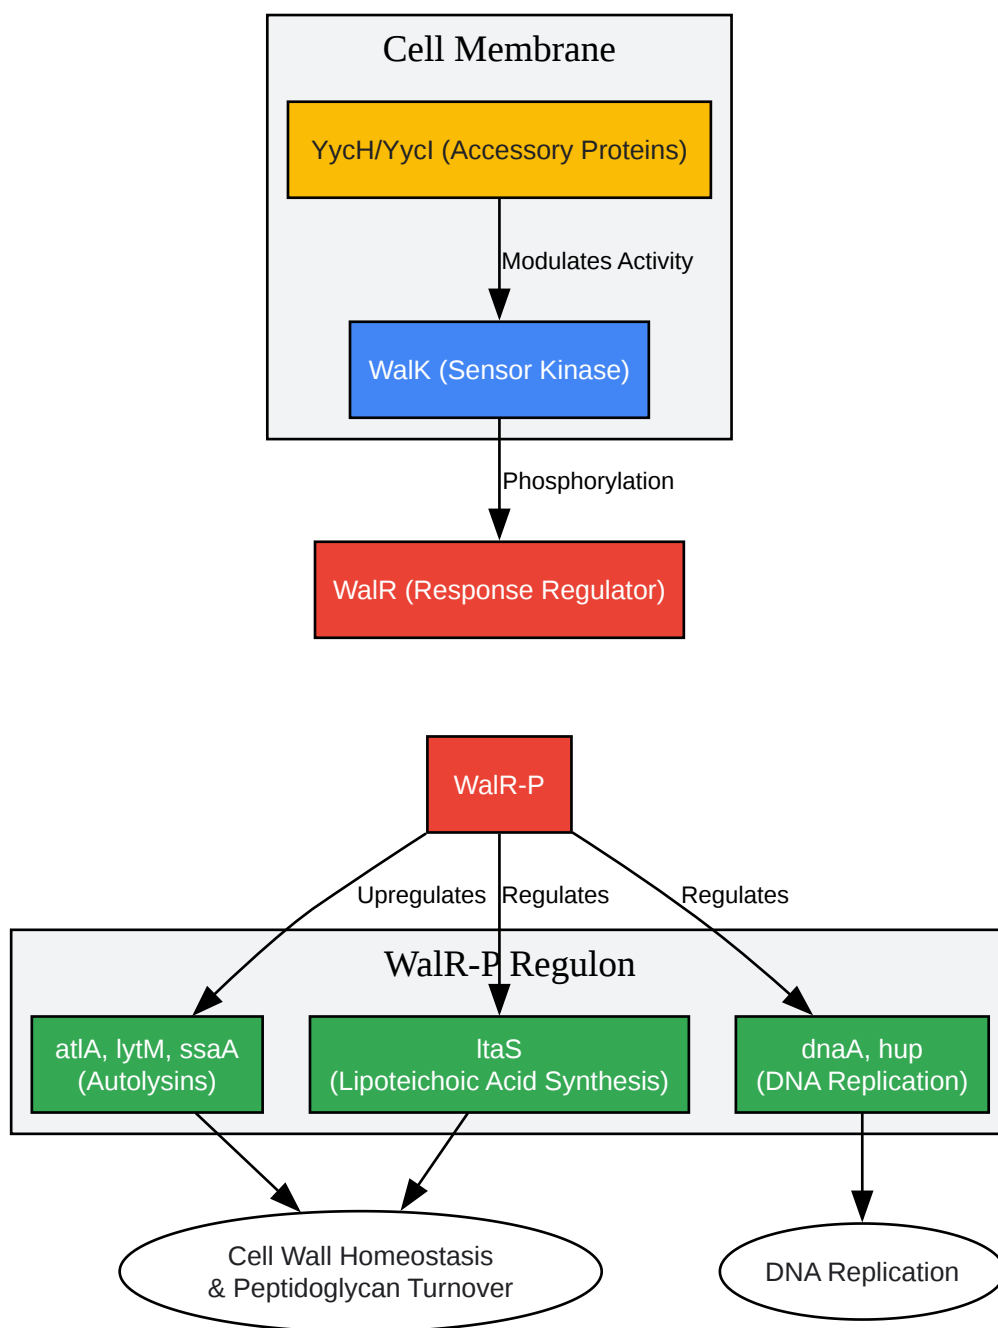 Cell Membrane
YycH/YycI (Accessory Proteins)
Modulates Activity
WalK (Sensor Kinase)
Phosphorylation
WalR (Response Regulator)
WalR-P
Upregulates
Regulates
Regulates
WalR-P Regulon
atlA, lytM, ssaA
(Autolysins)
ltaS
(Lipoteichoic Acid Synthesis)
dnaA, hup
(DNA Replication)
Cell Wall Homeostasis
& Peptidoglycan Turnover
DNA Replication